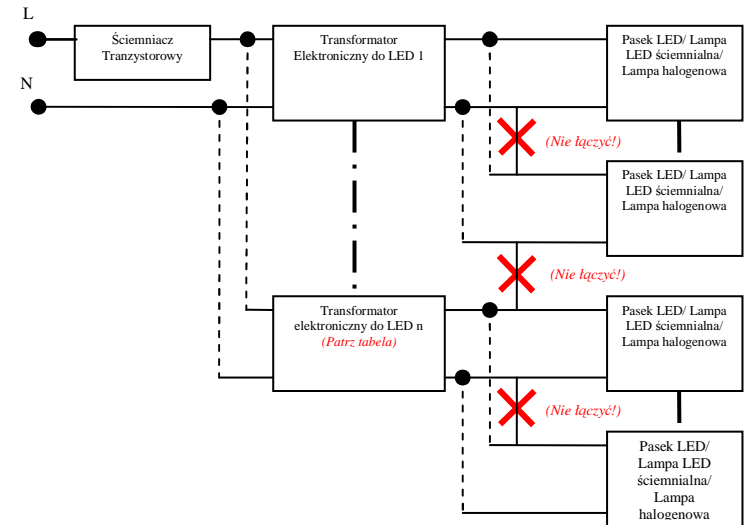 L
Ściemniacz
Tranzystorowy
N
Transformator
Elektroniczny do LED 1
Pasek LED/ Lampa
LED ściemnialna/
Lampa halogenowa
(Nie łączyć!)
Pasek LED/ Lampa
LED ściemnialna/
Lampa halogenowa
(Nie łączyć!)
Transformator
elektroniczny do LED n
(Patrz tabela)
Pasek LED/ Lampa
LED ściemnialna/
Lampa halogenowa
(Nie łączyć!)
Pasek LED/
Lampa LED
ściemnialna/
Lampa
halogenowa